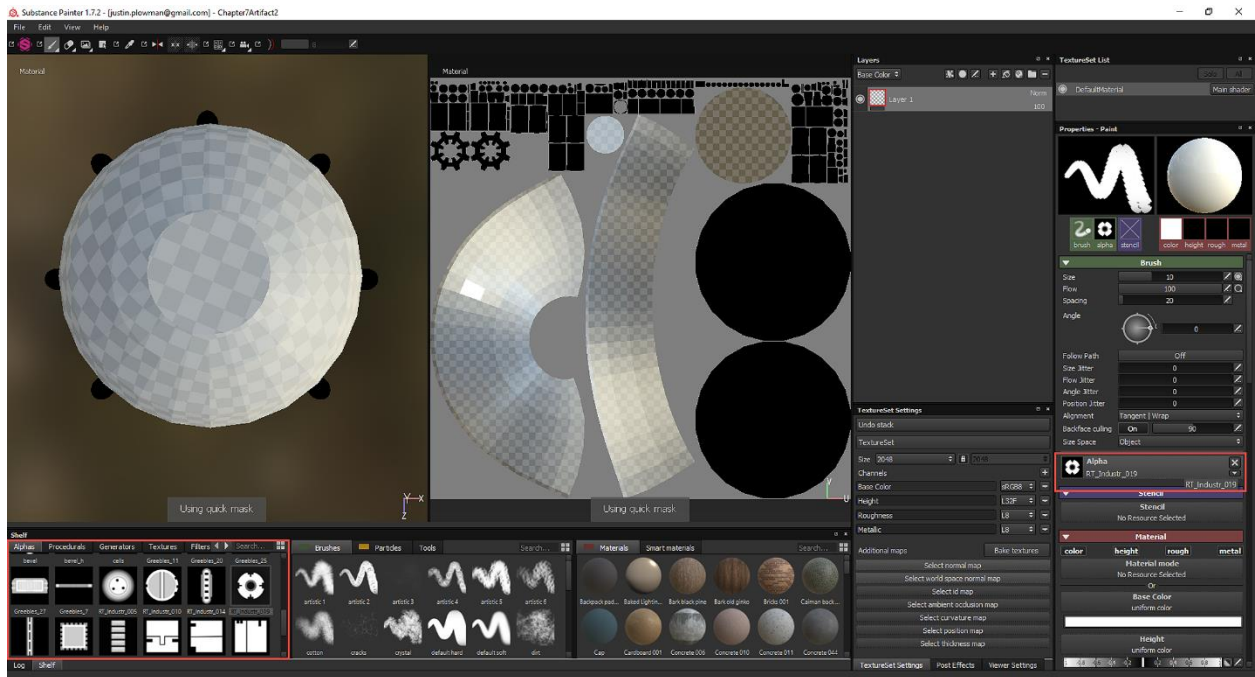 Substance Painter 1.7.2 - [justin.plowman@gmail.com] - Chapter7Artifact2
File Edit View Help
Material
Material
Using quick mask
Using quick mask
Y X
Z
V
U
Layers
Base Color
Layer 1
Norm
100
TextureSet List
Solo All
DefaultMaterial Main shader
Properties - Paint
brush alpha stencil color height rough metal
Brush
Size 10
Flow 100
Spacing 20
Angle 0
Follow Path Off
Size Jitter 0
Flow Jitter 0
Angle Jitter 0
Position Jitter 0
Alignment Tangent | Wrap
Backface culling On 90
Size Space Object
Alpha
RT_Industr_019
RT_Industr_019
Stencil
Stencil
No Resource Selected
Material
color height rough metal
Material mode
No Resource Selected
Or
Base Color
uniform color
Height
uniform color
TextureSet Settings
Undo stack
TextureSet
Size 2048 2048
Channels
Base Color sRGB8
Height L32F
Roughness L8
Metallic L8
Additional maps Bake textures
Select normal map
Select world space normal map
Select id map
Select ambient occlusion map
Select curvature map
Select position map
Select thickness map
TextureSet Settings Post Effects Viewer Settings
Shelf
Alphas Procedurals Generators Textures Filters Search...
bevel bevel_h cells Greebles_11 Greebles_20 Greebles_25
Greebles_27 Greebles_7 RT_Industr_005 RT_Industr_010 RT_Industr_014 RT_Industr_019
Brushes Particles Tools Search...
artistic 1 artistic 2 artistic 3 artistic 4 artistic 5 artistic 6
cotton cracks crystal default hard default soft dirt
Materials Smart materials Search...
Backpack pad... Baked Lightin... Bark black pine Bark old ginko Bricks 001 Caiman back...
Cap Cardboard 001 Concrete 006 Concrete 010 Concrete 011 Concrete 044
Log Shelf